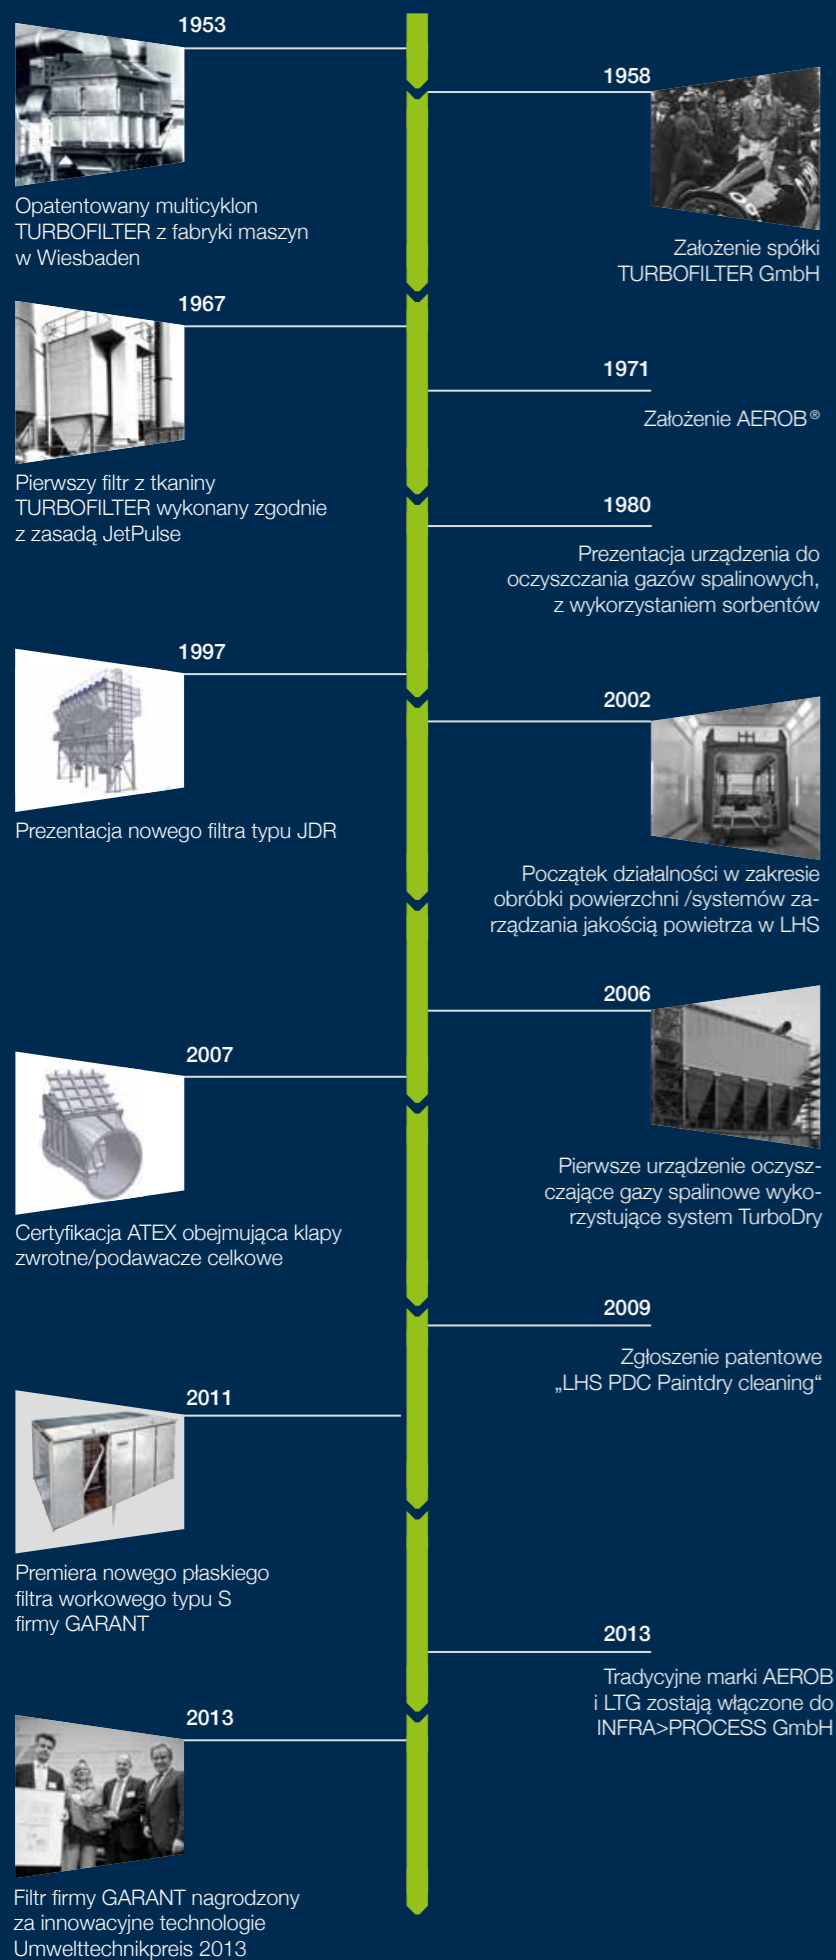 1953
Opatentowany multicyklon
TURBOFILTER z fabryki maszyn
w Wiesbaden
1958
Założenie spółki
TURBOFILTER GmbH
1967
Pierwszy filtr z tkaniny
TURBOFILTER wykonany zgodnie
z zasadą JetPulse
1971
Założenie AEROB®
1980
Prezentacja urządzenia do
oczyszczania gazów spalinowych,
z wykorzystaniem sorbentów
1997
Prezentacja nowego filtra typu JDR
2002
Początek działalności w zakresie
obróbki powierzchni /systemów za-
rządzania jakością powietrza w LHS
2006
Pierwsze urządzenie oczysz-
czające gazy spalinowe wyko-
rzystujące system TurboDry
2007
Certyfikacja ATEX obejmująca klapy
zwrotne/podawacze celkowe
2009
Zgłoszenie patentowe
„LHS PDC Paintdry cleaning“
2011
Premiera nowego płaskiego
filtra workowego typu S
firmy GARANT
2013
Tradycyjne marki AEROB
i LTG zostają włączone do
INFRA>PROCESS GmbH
2013
Filtr firmy GARANT nagrodzony
za innowacyjne technologie
Umwelttechnikpreis 2013